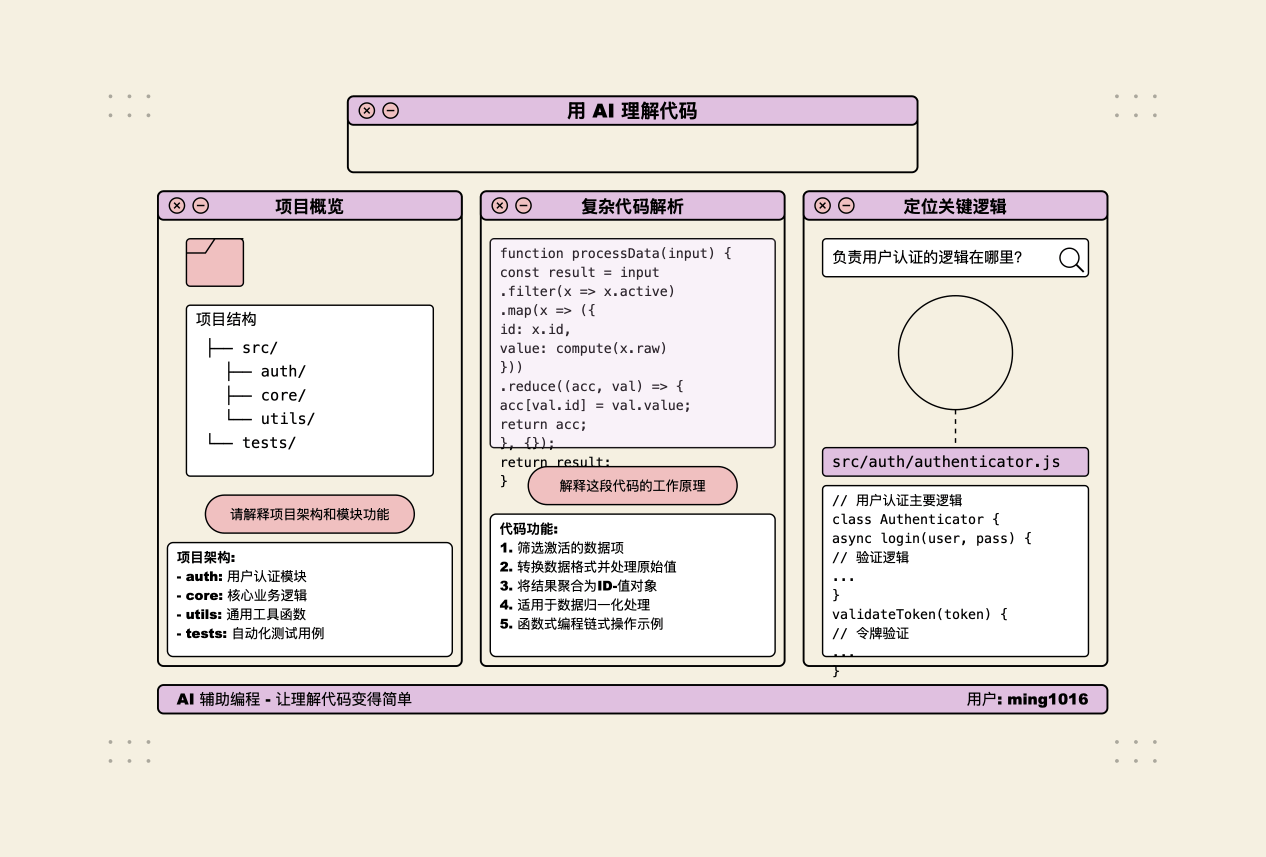 用 AI 理解代码
项目概览
项目结构
├── src/
├── auth/
├── core/
└── utils/
└── tests/
请解释项目架构和模块功能
项目架构:
- auth: 用户认证模块
- core: 核心业务逻辑
- utils: 通用工具函数
- tests: 自动化测试用例
复杂代码解析
function processData(input) {
const result = input
.filter(x => x.active)
.map(x => ({
id: x.id,
value: compute(x.raw)
}))
.reduce((acc, val) => {
acc[val.id] = val.value;
return acc;
}, {});
return result;
}
解释这段代码的工作原理
代码功能:
1. 筛选激活的数据项
2. 转换数据格式并处理原始值
3. 将结果聚合为ID-值对象
4. 适用于数据归一化处理
5. 函数式编程链式操作示例
定位关键逻辑
负责用户认证的逻辑在哪里?
src/auth/authenticator.js
// 用户认证主要逻辑
class Authenticator {
async login(user, pass) {
// 验证逻辑
...
}
validateToken(token) {
// 令牌验证
...
}
AI 辅助编程 - 让理解代码变得简单
用户: ming1016